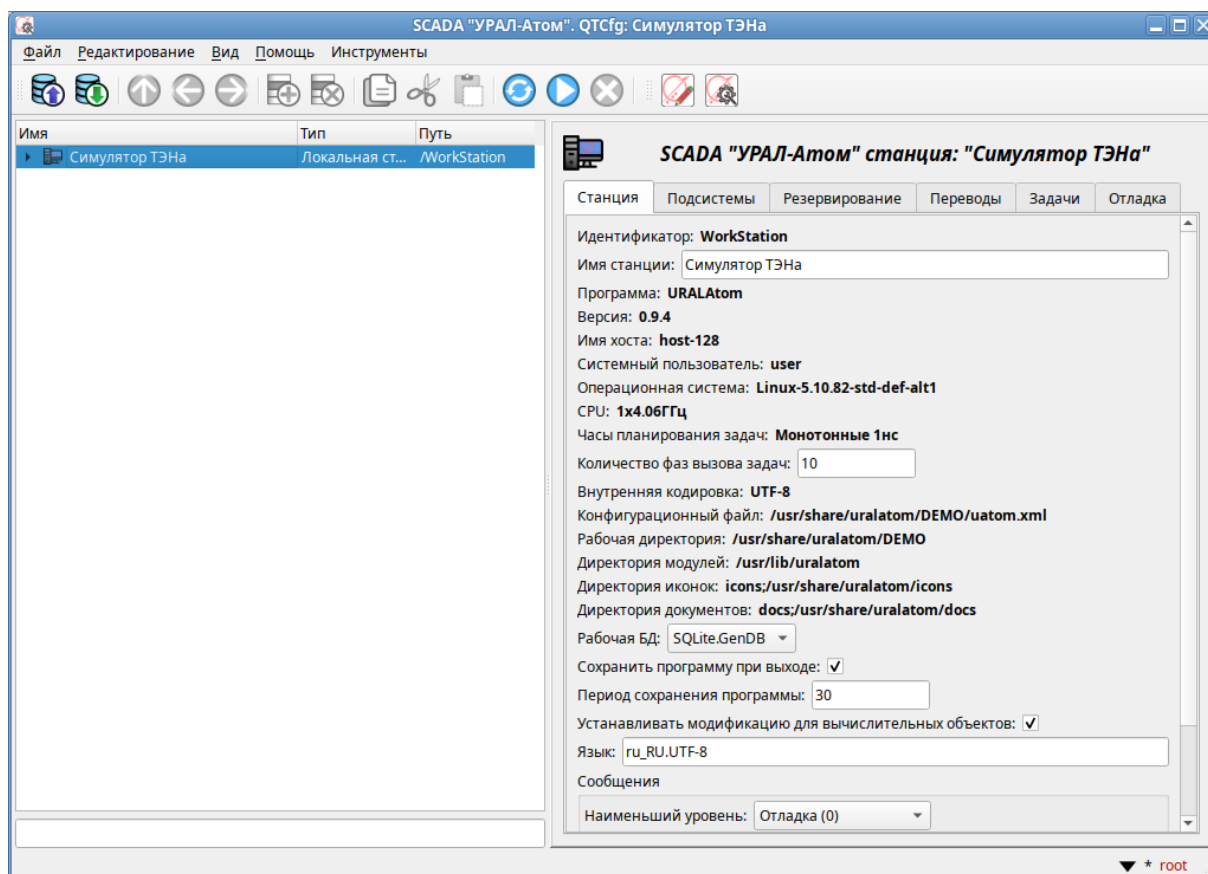 SCADA "УРАЛ-Атом". QTCfg: Симулятор ТЭНа
Файл Редактирование Вид Помощь Инструменты
Имя Тип Путь
Симулятор ТЭНа Локальная ст... /WorkStation
SCADA "УРАЛ-Атом" станция: "Симулятор ТЭНа"
Станция Подсистемы Резервирование Переводы Задачи Отладка
Идентификатор: WorkStation
Имя станции: Симулятор ТЭНа
Программа: URALAtom
Версия: 0.9.4
Имя хоста: host-128
Системный пользователь: user
Операционная система: Linux-5.10.82-std-def-alt1
CPU: 1x4.06ГГц
Часы планирования задач: Монотонные 1нс
Количество фаз вызова задач: 10
Внутренняя кодировка: UTF-8
Конфигурационный файл: /usr/share/uralatom/DEMO/uatom.xml
Рабочая директория: /usr/share/uralatom/DEMO
Директория модулей: /usr/lib/uralatom
Директория иконок: icons;/usr/share/uralatom/icons
Директория документов: docs;/usr/share/uralatom/docs
Рабочая БД: SQLite.GenDB
Сохранить программу при выходе:
Период сохранения программы: 30
Устанавливать модификацию для вычислительных объектов:
Язык: ru_RU.UTF-8
Сообщения
Наименьший уровень: Отладка (0)
* root